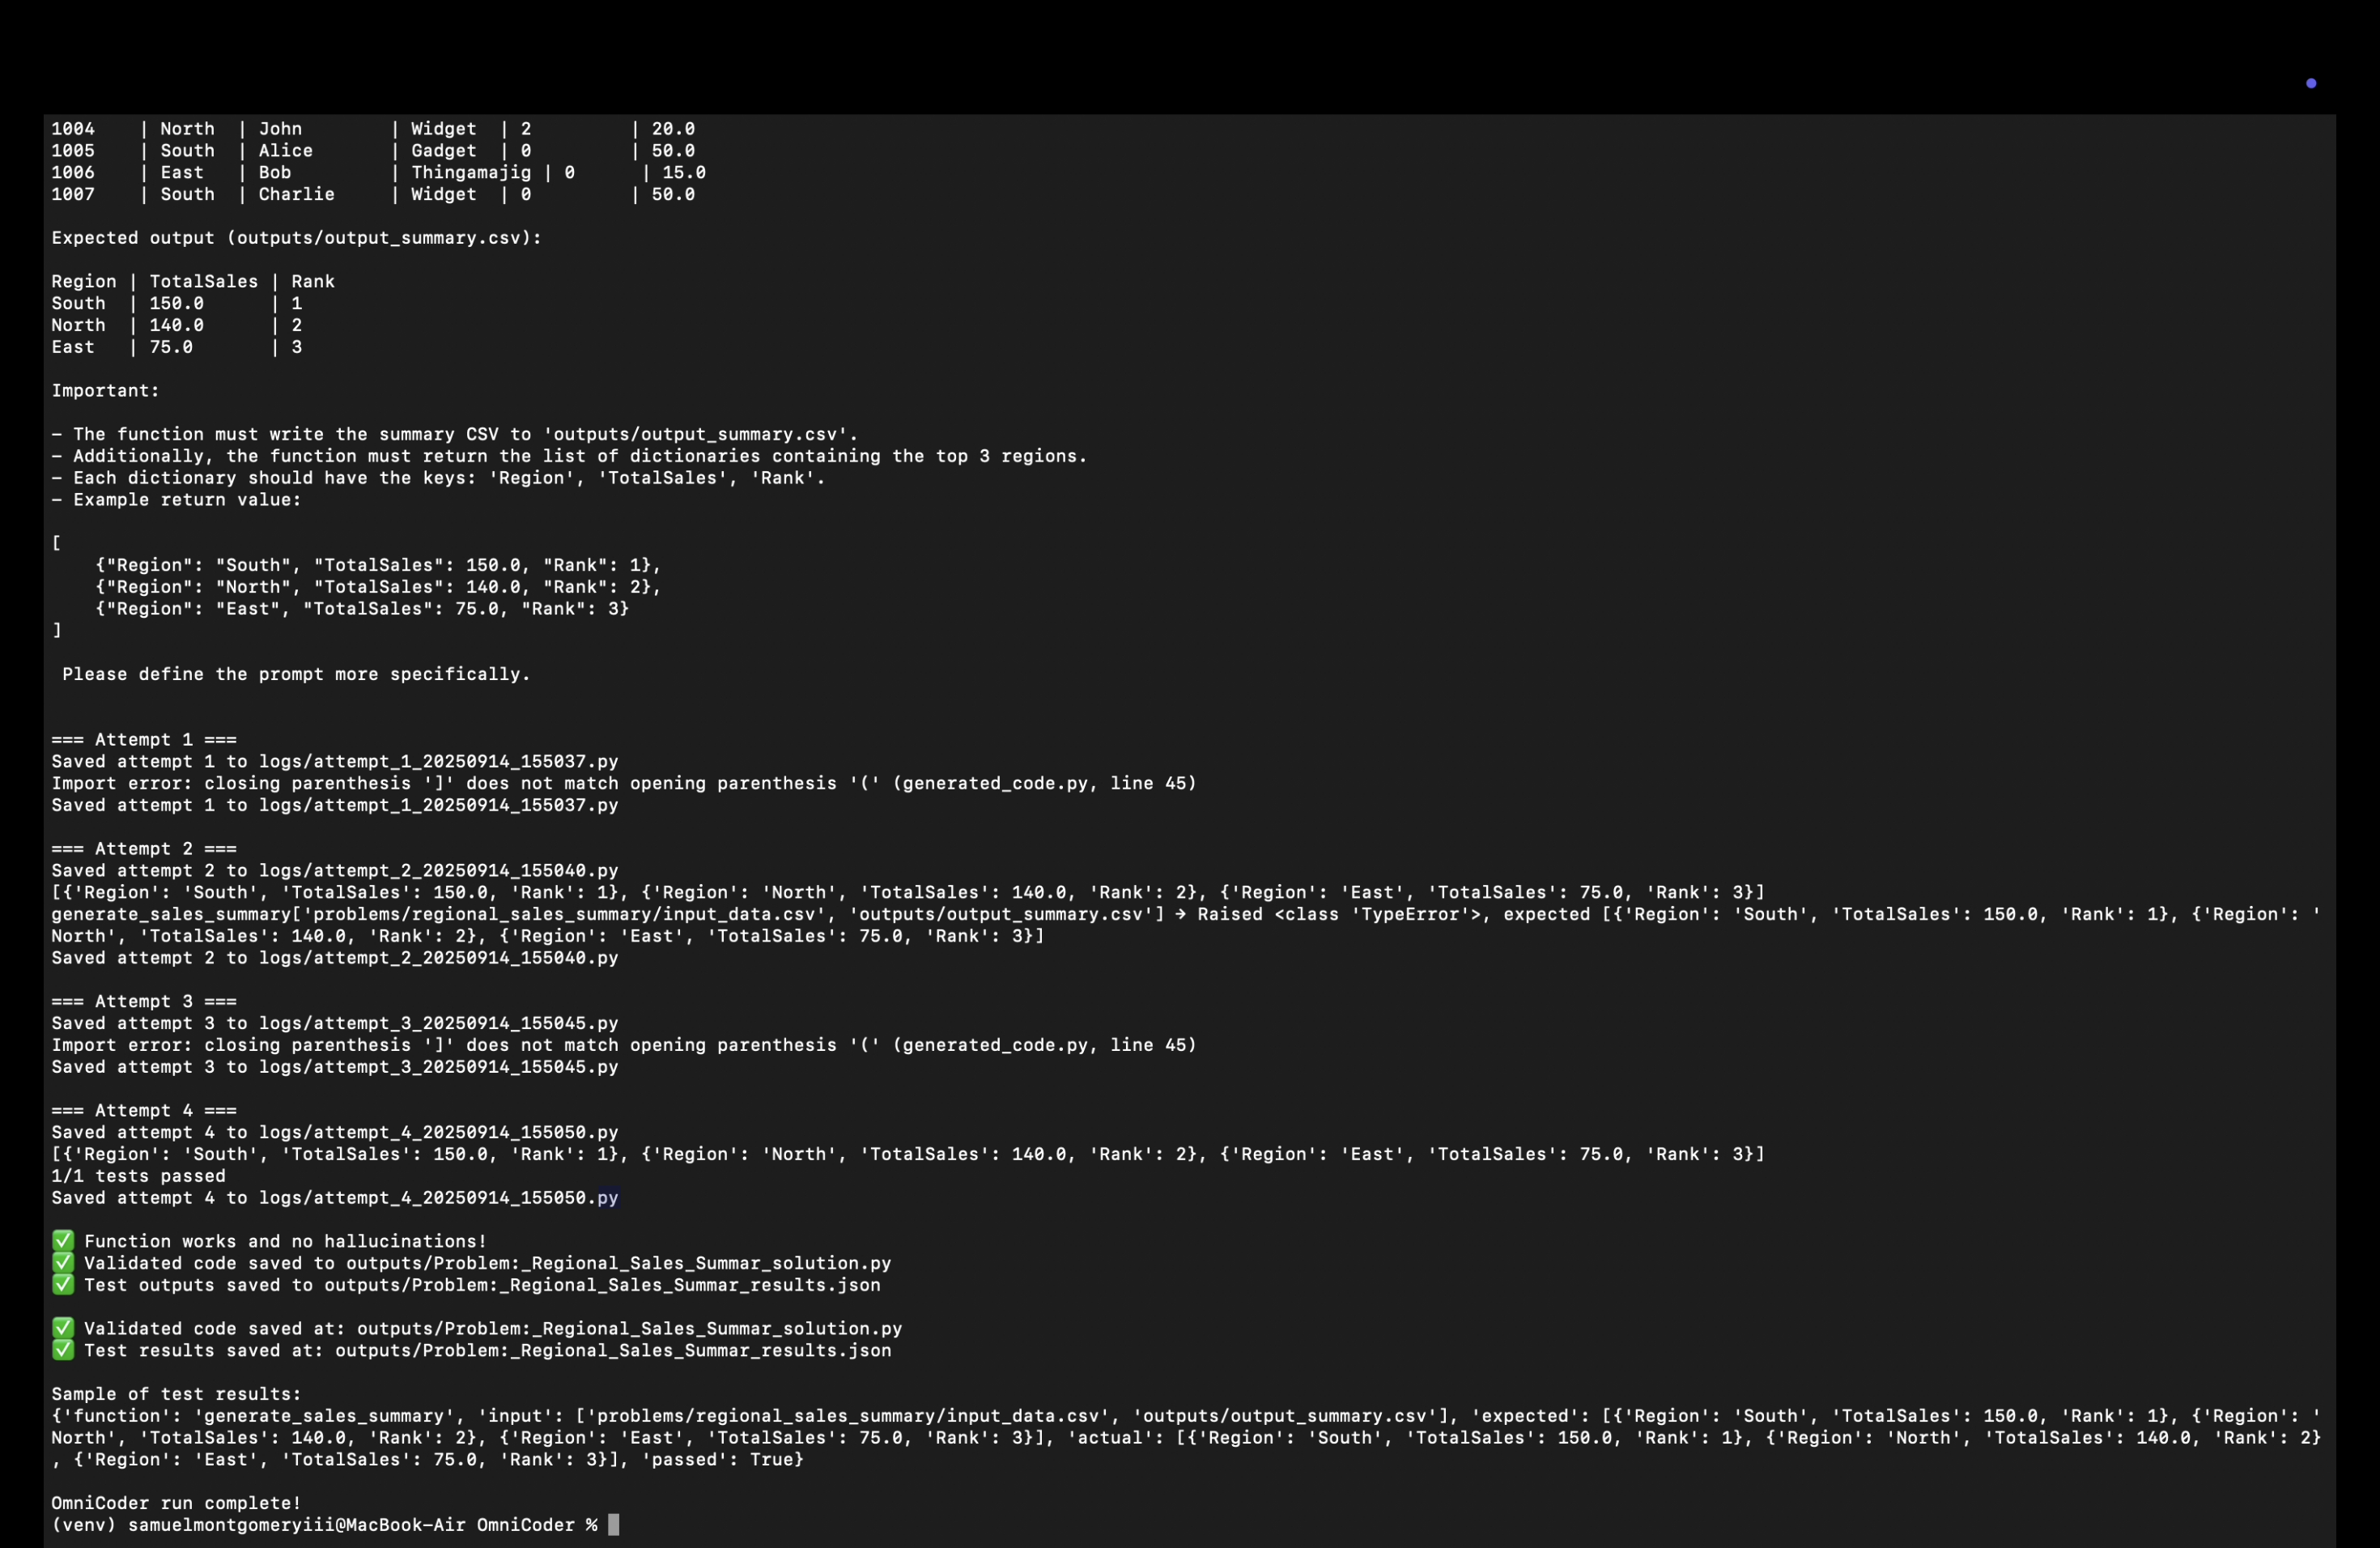 1004    | North  | John        | Widget  | 2         | 20.0
1005    | South  | Alice       | Gadget  | 0         | 50.0
1006    | East   | Bob         | Thingamajig | 0      | 15.0
1007    | South  | Charlie     | Widget  | 0         | 50.0
Expected output (outputs/output_summary.csv):
Region | TotalSales | Rank
South  | 150.0      | 1
North  | 140.0      | 2
East   | 75.0       | 3
Important:
- The function must write the summary CSV to 'outputs/output_summary.csv'.
- Additionally, the function must return the list of dictionaries containing the top 3 regions.
- Each dictionary should have the keys: 'Region', 'TotalSales', 'Rank'.
- Example return value:
[
    {"Region": "South", "TotalSales": 150.0, "Rank": 1},
    {"Region": "North", "TotalSales": 140.0, "Rank": 2},
    {"Region": "East", "TotalSales": 75.0, "Rank": 3}
]
 Please define the prompt more specifically.
=== Attempt 1 ===
Saved attempt 1 to logs/attempt_1_20250914_155037.py
Import error: closing parenthesis ']' does not match opening parenthesis '(' (generated_code.py, line 45)
Saved attempt 1 to logs/attempt_1_20250914_155037.py
=== Attempt 2 ===
Saved attempt 2 to logs/attempt_2_20250914_155040.py
[{'Region': 'South', 'TotalSales': 150.0, 'Rank': 1}, {'Region': 'North', 'TotalSales': 140.0, 'Rank': 2}, {'Region': 'East', 'TotalSales': 75.0, 'Rank': 3}]
generate_sales_summary['problems/regional_sales_summary/input_data.csv', 'outputs/output_summary.csv'] → Raised <class 'TypeError'>, expected [{'Region': 'South', 'TotalSales': 150.0, 'Rank': 1}, {'Region': '
North', 'TotalSales': 140.0, 'Rank': 2}, {'Region': 'East', 'TotalSales': 75.0, 'Rank': 3}]
Saved attempt 2 to logs/attempt_2_20250914_155040.py
=== Attempt 3 ===
Saved attempt 3 to logs/attempt_3_20250914_155045.py
Import error: closing parenthesis ']' does not match opening parenthesis '(' (generated_code.py, line 45)
Saved attempt 3 to logs/attempt_3_20250914_155045.py
=== Attempt 4 ===
Saved attempt 4 to logs/attempt_4_20250914_155050.py
[{'Region': 'South', 'TotalSales': 150.0, 'Rank': 1}, {'Region': 'North', 'TotalSales': 140.0, 'Rank': 2}, {'Region': 'East', 'TotalSales': 75.0, 'Rank': 3}]
1/1 tests passed
Saved attempt 4 to logs/attempt_4_20250914_155050.py
✅ Function works and no hallucinations!
✅ Validated code saved to outputs/Problem:_Regional_Sales_Summar_solution.py
✅ Test outputs saved to outputs/Problem:_Regional_Sales_Summar_results.json
✅ Validated code saved at: outputs/Problem:_Regional_Sales_Summar_solution.py
✅ Test results saved at: outputs/Problem:_Regional_Sales_Summar_results.json
Sample of test results:
{'function': 'generate_sales_summary', 'input': ['problems/regional_sales_summary/input_data.csv', 'outputs/output_summary.csv'], 'expected': [{'Region': 'South', 'TotalSales': 150.0, 'Rank': 1}, {'Region': '
North', 'TotalSales': 140.0, 'Rank': 2}, {'Region': 'East', 'TotalSales': 75.0, 'Rank': 3}], 'actual': [{'Region': 'South', 'TotalSales': 150.0, 'Rank': 1}, {'Region': 'North', 'TotalSales': 140.0, 'Rank': 2}
, {'Region': 'East', 'TotalSales': 75.0, 'Rank': 3}], 'passed': True}
OmniCoder run complete!
(venv) samuelmontgomeryiii@MacBook-Air OmniCoder %